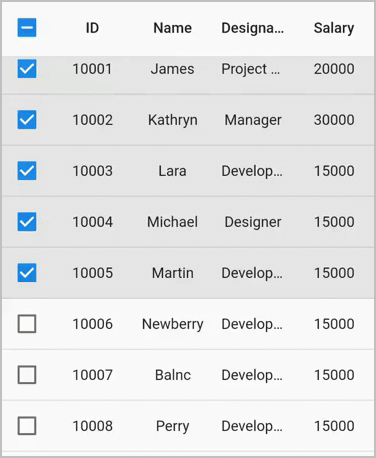 ID Name Designa... Salary
10001 James Project ... 20000
10002 Kathryn Manager 30000
10003 Lara Develop... 15000
10004 Michael Designer 15000
10005 Martin Develop... 15000
10006 Newberry Develop... 15000
10007 Balnc Develop... 15000
10008 Perry Develop... 15000